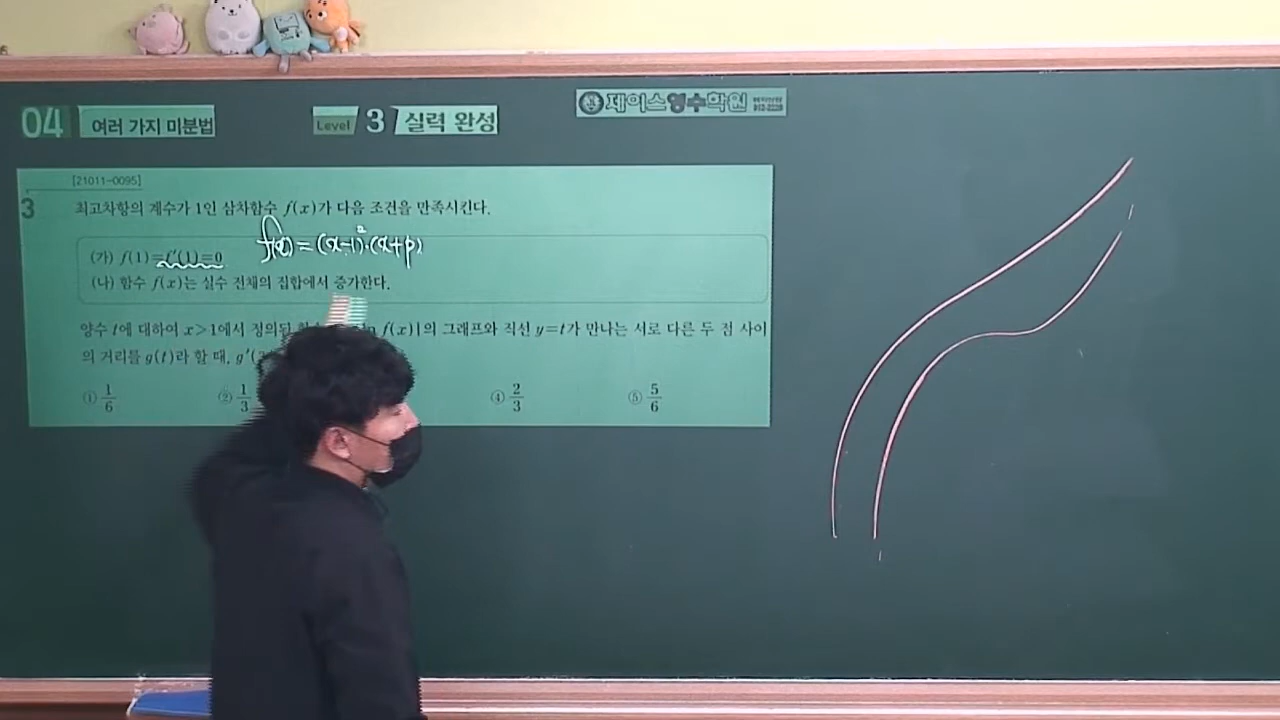 04 여러 가지 미분법 Level 3 실력 완성
제이스영수학원
[21011-0095]
3 최고차항의 계수가 1인 삼차함수 f(x)가 다음 조건을 만족시킨다.
f(x) = (x-1)²·(x+p)
(가) f(1)=f′(1)=0
(나) 함수 f(x)는 실수 전체의 집합에서 증가한다.
양수 t에 대하여 x>1에서 정의된 f(x)|의 그래프와 직선 y=t가 만나는 서로 다른 두 점 사이
의 거리를 g(t)라 할 때, g′(
① 1/6 ② 1/3 ④ 2/3 ⑤ 5/6